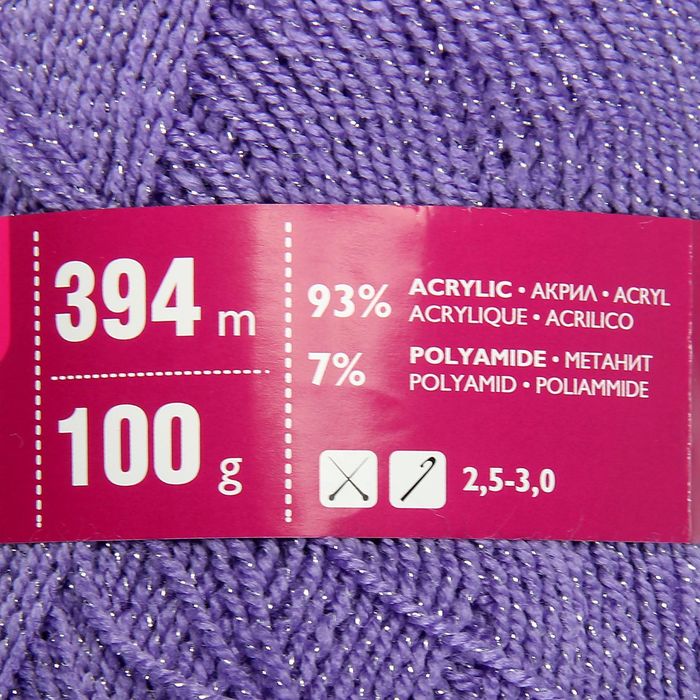 394 m
100 g
93% ACRYLIC • АКРИЛ • ACRYL
ACRYLIQUE • ACRILICO
7% POLYAMIDE • МЕТАНИТ
POLYAMID • POLIAMMIDE
2,5-3,0